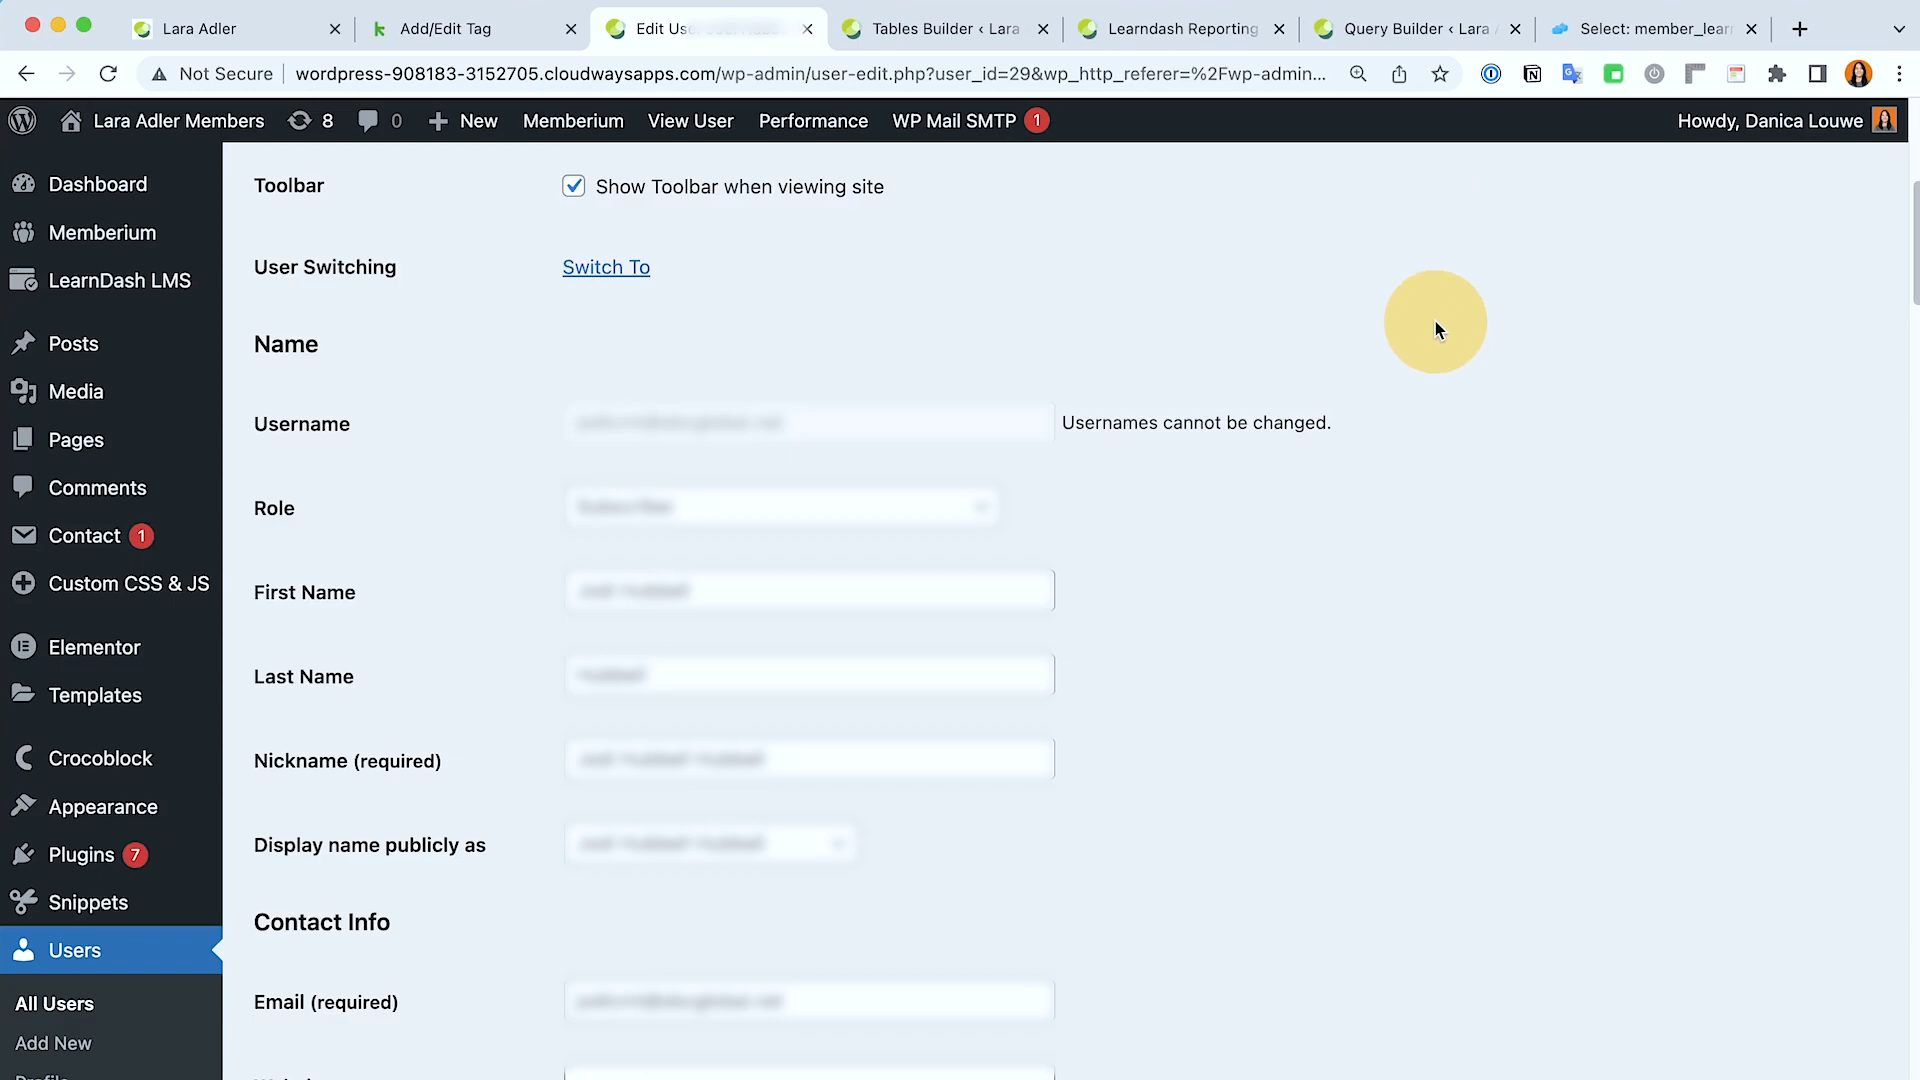 Lara Adler
Add/Edit Tag
Edit Us
Tables Builder ‹ Lara
Learndash Reporting
Query Builder ‹ Lara
Select: member_lear
Not Secure
wordpress-908183-3152705.cloudwaysapps.com/wp-admin/user-edit.php?user_id=29&wp_http_referer=%2Fwp-admin...
Lara Adler Members
8
0
New
Memberium
View User
Performance
WP Mail SMTP 1
Howdy, Danica Louwe
Dashboard
Memberium
LearnDash LMS
Posts
Media
Pages
Comments
Contact 1
Custom CSS & JS
Elementor
Templates
Crocoblock
Appearance
Plugins 7
Snippets
Users
All Users
Add New
Toolbar
Show Toolbar when viewing site
User Switching
Switch To
Name
Username
Usernames cannot be changed.
Role
First Name
Last Name
Nickname (required)
Display name publicly as
Contact Info
Email (required)